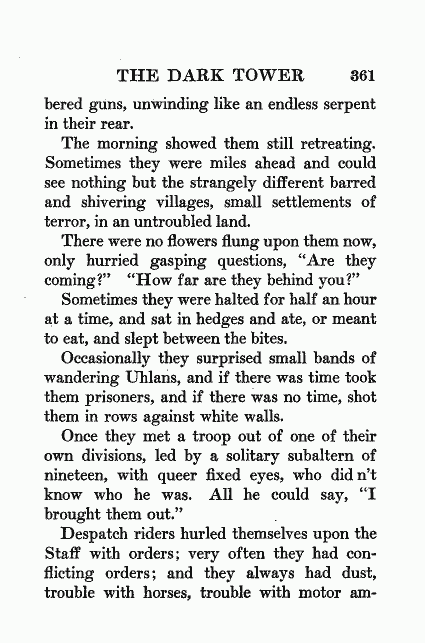 THE DARK TOWER 361
bered guns, unwinding like an endless serpent
in their rear.
The morning showed them still retreating.
Sometimes they were miles ahead and could
see nothing but the strangely different barred
and shivering villages, small settlements of
terror, in an untroubled land.
There were no flowers flung upon them now,
only hurried gasping questions, “Are they
coming?” “How far are they behind you?”
Sometimes they were halted for half an hour
at a time, and sat in hedges and ate, or meant
to eat, and slept between the bites.
Occasionally they surprised small bands of
wandering Uhlans, and if there was time took
them prisoners, and if there was no time, shot
them in rows against white walls.
Once they met a troop out of one of their
own divisions, led by a solitary subaltern of
nineteen, with queer fixed eyes, who didn't
know who he was. All he could say, “I
brought them out.”
Despatch riders hurled themselves upon the
Staff with orders; very often they had con-
flicting orders; and they always had dust,
trouble with horses, trouble with motor am-